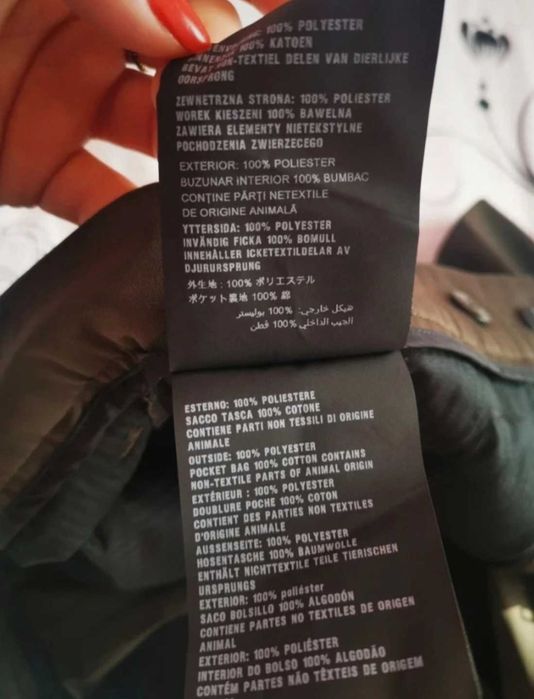 100% POLYESTER
100% KATOEN
BEVAT NON-TEXTIEL DELEN VAN DIERLIJKE
OORSPRONG
ZEWNETRZNA STRONA: 100% POLIESTER
WOREK KIESZENI 100% BAWELNA
ZAWIERA ELEMENTY NIETEKSTYLNE
POCHODZENIA ZWIERZECEGO
EXTERIOR: 100% POLIESTER
BUZUNAR INTERIOR 100% BUMBAC
CONȚINE PĂRȚI NETEXTILE
DE ORIGINE ANIMALĂ
YTTERSIDA: 100% POLYESTER
INVÄNDIG FICKA 100% BOMULL
INNEHÅLLER ICKETEXTILDELAR AV
DJURURSPRUNG
外生地 : 100% ポリエステル
ポケット裏地 100% 綿
هيكل خارجي: 100% بوليستر
الجيب الداخلي 100% قطن
ESTERNO: 100% POLIESTERE
SACCO TASCA 100% COTONE
CONTIENE PARTI NON TESSILI DI ORIGINE
ANIMALE
OUTSIDE: 100% POLYESTER
POCKET BAG 100% COTTON CONTAINS
NON-TEXTILE PARTS OF ANIMAL ORIGIN
EXTÉRIEUR : 100% POLYESTER
DOUBLURE POCHE 100% COTON
CONTIENT DES PARTIES NON TEXTILES
D'ORIGINE ANIMALE
AUSSENSEITE: 100% POLYESTER
HOSENTASCHE 100% BAUMWOLLE
ENTHÄLT NICHTTEXTILE TEILE TIERISCHEN
URSPRUNGS
EXTERIOR: 100% poliéster
SACO BOLSILLO 100% ALGODÓN
CONTIENE PARTES NO TEXTILES DE ORIGEN
ANIMAL
EXTERIOR: 100% POLIÉSTER
INTERIOR DO BOLSO 100% ALGODÃO
CONTÉM PARTES NÃO TÊXTEIS DE ORIGEM